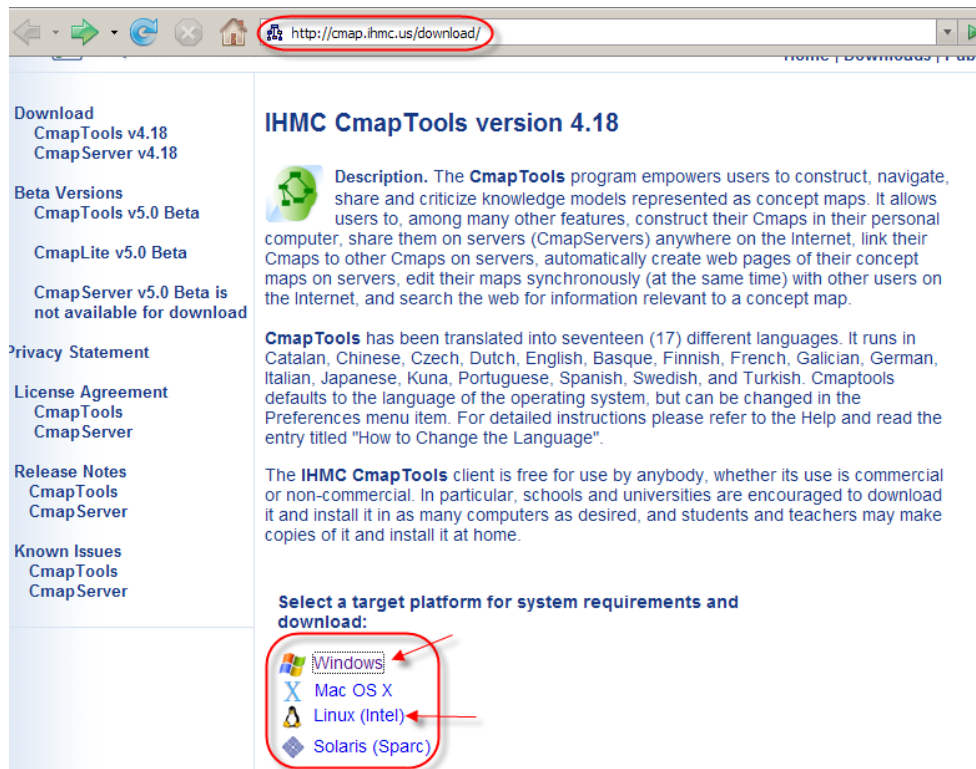 http://cmap.ihmc.us/download/
Home | Downloads | Pub
Download
CmapTools v4.18
CmapServer v4.18
Beta Versions
CmapTools v5.0 Beta
CmapLite v5.0 Beta
CmapServer v5.0 Beta is
not available for download
Privacy Statement
License Agreement
CmapTools
CmapServer
Release Notes
CmapTools
CmapServer
Known Issues
CmapTools
CmapServer
IHMC CmapTools version 4.18
Description. The CmapTools program empowers users to construct, navigate,
share and criticize knowledge models represented as concept maps. It allows
users to, among many other features, construct their Cmaps in their personal
computer, share them on servers (CmapServers) anywhere on the Internet, link their
Cmaps to other Cmaps on servers, automatically create web pages of their concept
maps on servers, edit their maps synchronously (at the same time) with other users on
the Internet, and search the web for information relevant to a concept map.
CmapTools has been translated into seventeen (17) different languages. It runs in
Catalan, Chinese, Czech, Dutch, English, Basque, Finnish, French, Galician, German,
Italian, Japanese, Kuna, Portuguese, Spanish, Swedish, and Turkish. Cmaptools
defaults to the language of the operating system, but can be changed in the
Preferences menu item. For detailed instructions please refer to the Help and read the
entry titled "How to Change the Language".
The IHMC CmapTools client is free for use by anybody, whether its use is commercial
or non-commercial. In particular, schools and universities are encouraged to download
it and install it in as many computers as desired, and students and teachers may make
copies of it and install it at home.
Select a target platform for system requirements and
download:
Windows
Mac OS X
Linux (Intel)
Solaris (Sparc)